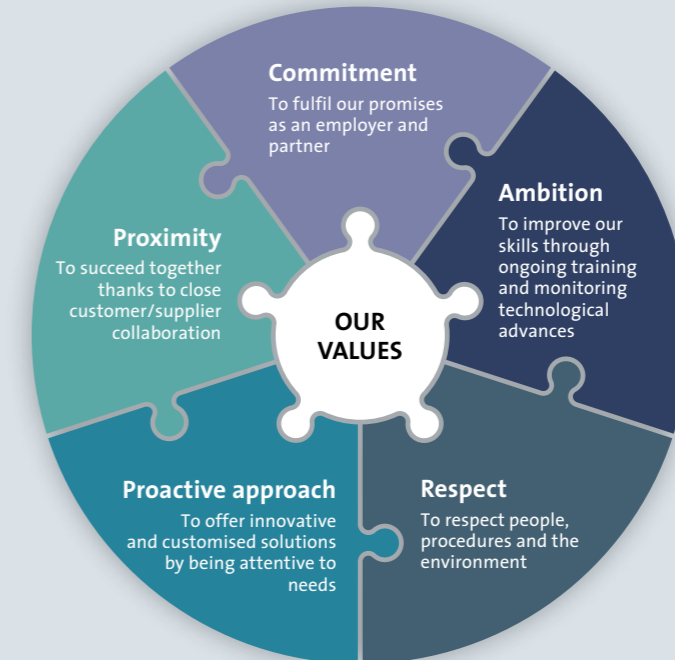 Commitment
To fulfil our promises
as an employer and
partner
Ambition
To improve our
skills through
ongoing training
and monitoring
technological
advances
Respect
To respect people,
procedures and the
environment
Proactive approach
To offer innovative
and customised solutions
by being attentive to
needs
Proximity
To succeed together
thanks to close
customer/supplier
collaboration
OUR
VALUES